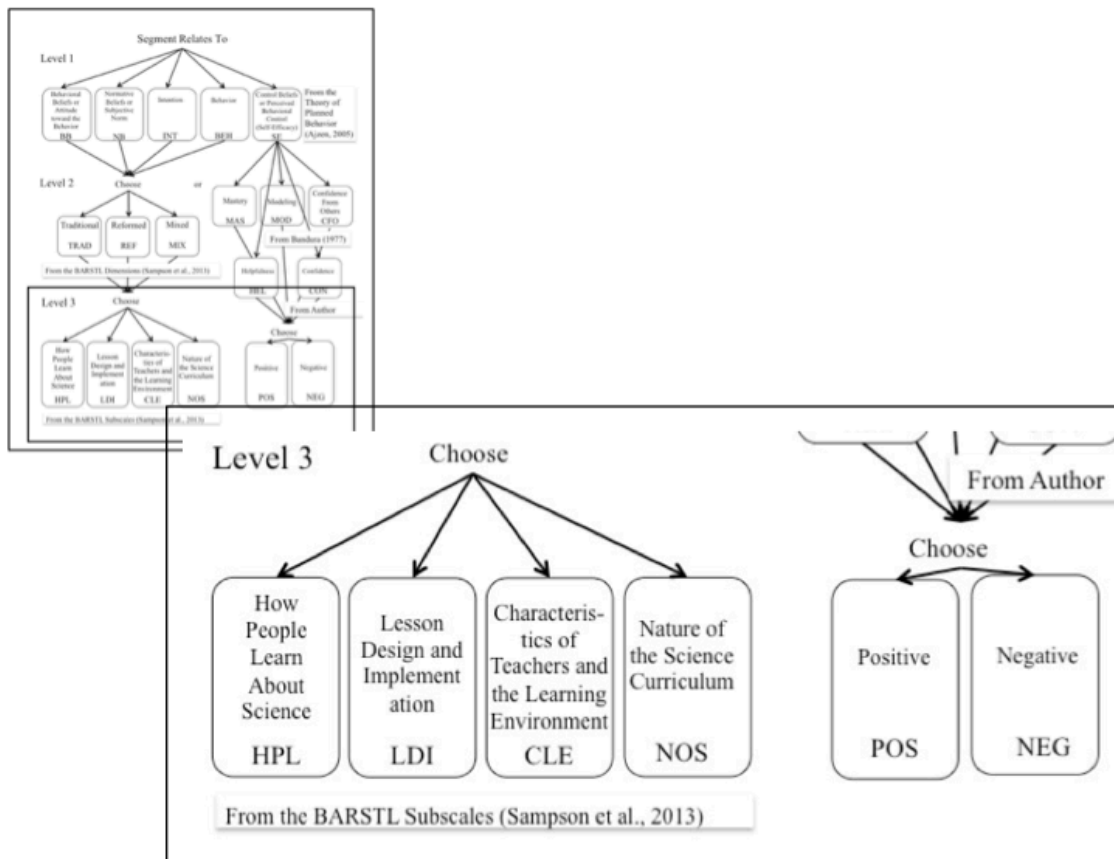 Segment Relates To
Level 1
Behavioral
Beliefs or
Attitude
toward the
Behavior
BB
Normative
Beliefs or
Subjective
Norm
NB
Intention
INT
Behavior
BEH
Control Beliefs
or Perceived
Behavioral
Control
(Self-Efficacy)
SE
From the
Theory of
Planned
Behavior
(Ajzen, 2005)
Level 2
Choose
or
Traditional
TRAD
Reformed
REF
Mixed
MIX
From the BARSTL Dimensions (Sampson et al., 2013)
Mastery
MAS
Modeling
MOD
Confidence
From
Others
CFO
From Bandura (1977)
Helpfulness
HEL
Confidence
CON
From Author
Level 3
Choose
How
People
Learn
About
Science
HPL
Lesson
Design and
Implement
ation
LDI
Characteris-
tics of
Teachers and
the Learning
Environment
CLE
Nature of
the Science
Curriculum
NOS
From the BARSTL Subscales (Sampson et al., 2013)
Choose
Positive
POS
Negative
NEG
Level 3
Choose
How
People
Learn
About
Science
HPL
Lesson
Design and
Implement
ation
LDI
Characteris-
tics of
Teachers and
the Learning
Environment
CLE
Nature of
the Science
Curriculum
NOS
From the BARSTL Subscales (Sampson et al., 2013)
From Author
Choose
Positive
POS
Negative
NEG